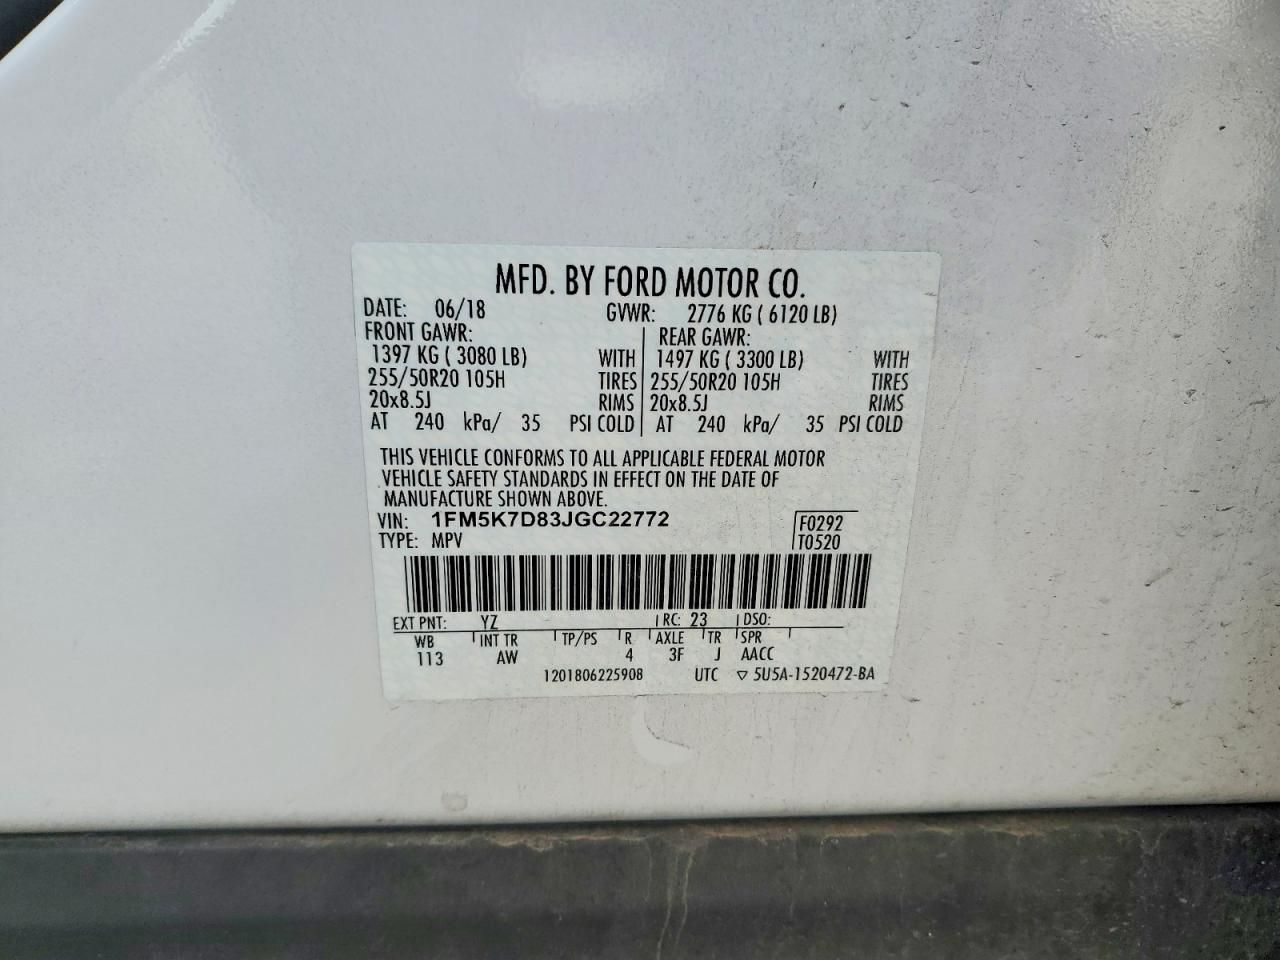 MFD. BY FORD MOTOR CO.
DATE: 06/18 GVWR: 2776 KG ( 6120 LB)
FRONT GAWR: REAR GAWR:
1397 KG ( 3080 LB) WITH 1497 KG ( 3300 LB) WITH
255/50R20 105H TIRES 255/50R20 105H TIRES
20x8.5J RIMS 20x8.5J RIMS
AT 240 kPa/ 35 PSI COLD AT 240 kPa/ 35 PSI COLD
THIS VEHICLE CONFORMS TO ALL APPLICABLE FEDERAL MOTOR
VEHICLE SAFETY STANDARDS IN EFFECT ON THE DATE OF
MANUFACTURE SHOWN ABOVE.
VIN: 1FM5K7D83JGC22772 F0292
TYPE: MPV T0520
EXT PNT: YZ RC: 23 DSO:
WB INT TR TP/PS R AXLE TR SPR
113 AW 4 3F J AACC
1201806225908 UTC ▽ 5U5A-1520472-BA